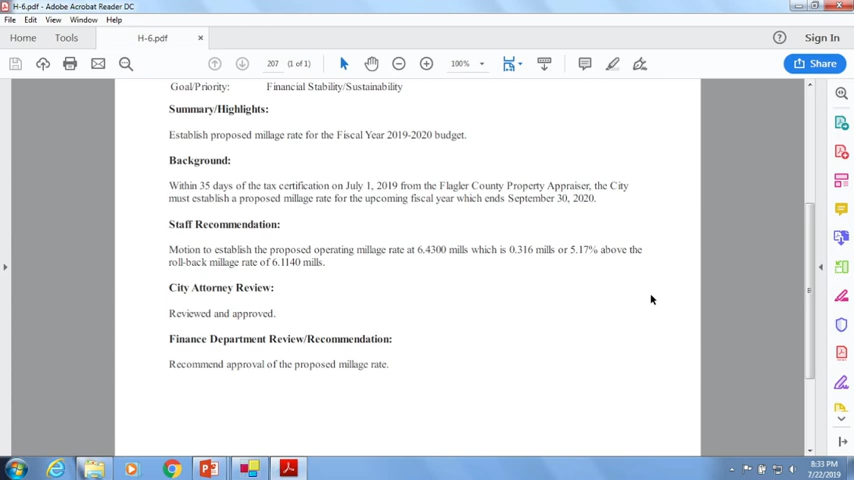 H-6.pdf - Adobe Acrobat Reader DC
File Edit View Window Help
Home Tools H-6.pdf × Sign In
207 (1 of 1) 100% Share
Goal/Priority: Financial Stability/Sustainability
Summary/Highlights:
Establish proposed millage rate for the Fiscal Year 2019-2020 budget.
Background:
Within 35 days of the tax certification on July 1, 2019 from the Flagler County Property Appraiser, the City
must establish a proposed millage rate for the upcoming fiscal year which ends September 30, 2020.
Staff Recommendation:
Motion to establish the proposed operating millage rate at 6.4300 mills which is 0.316 mills or 5.17% above the
roll-back millage rate of 6.1140 mills.
City Attorney Review:
Reviewed and approved.
Finance Department Review/Recommendation:
Recommend approval of the proposed millage rate.
8:33 PM
7/22/2019